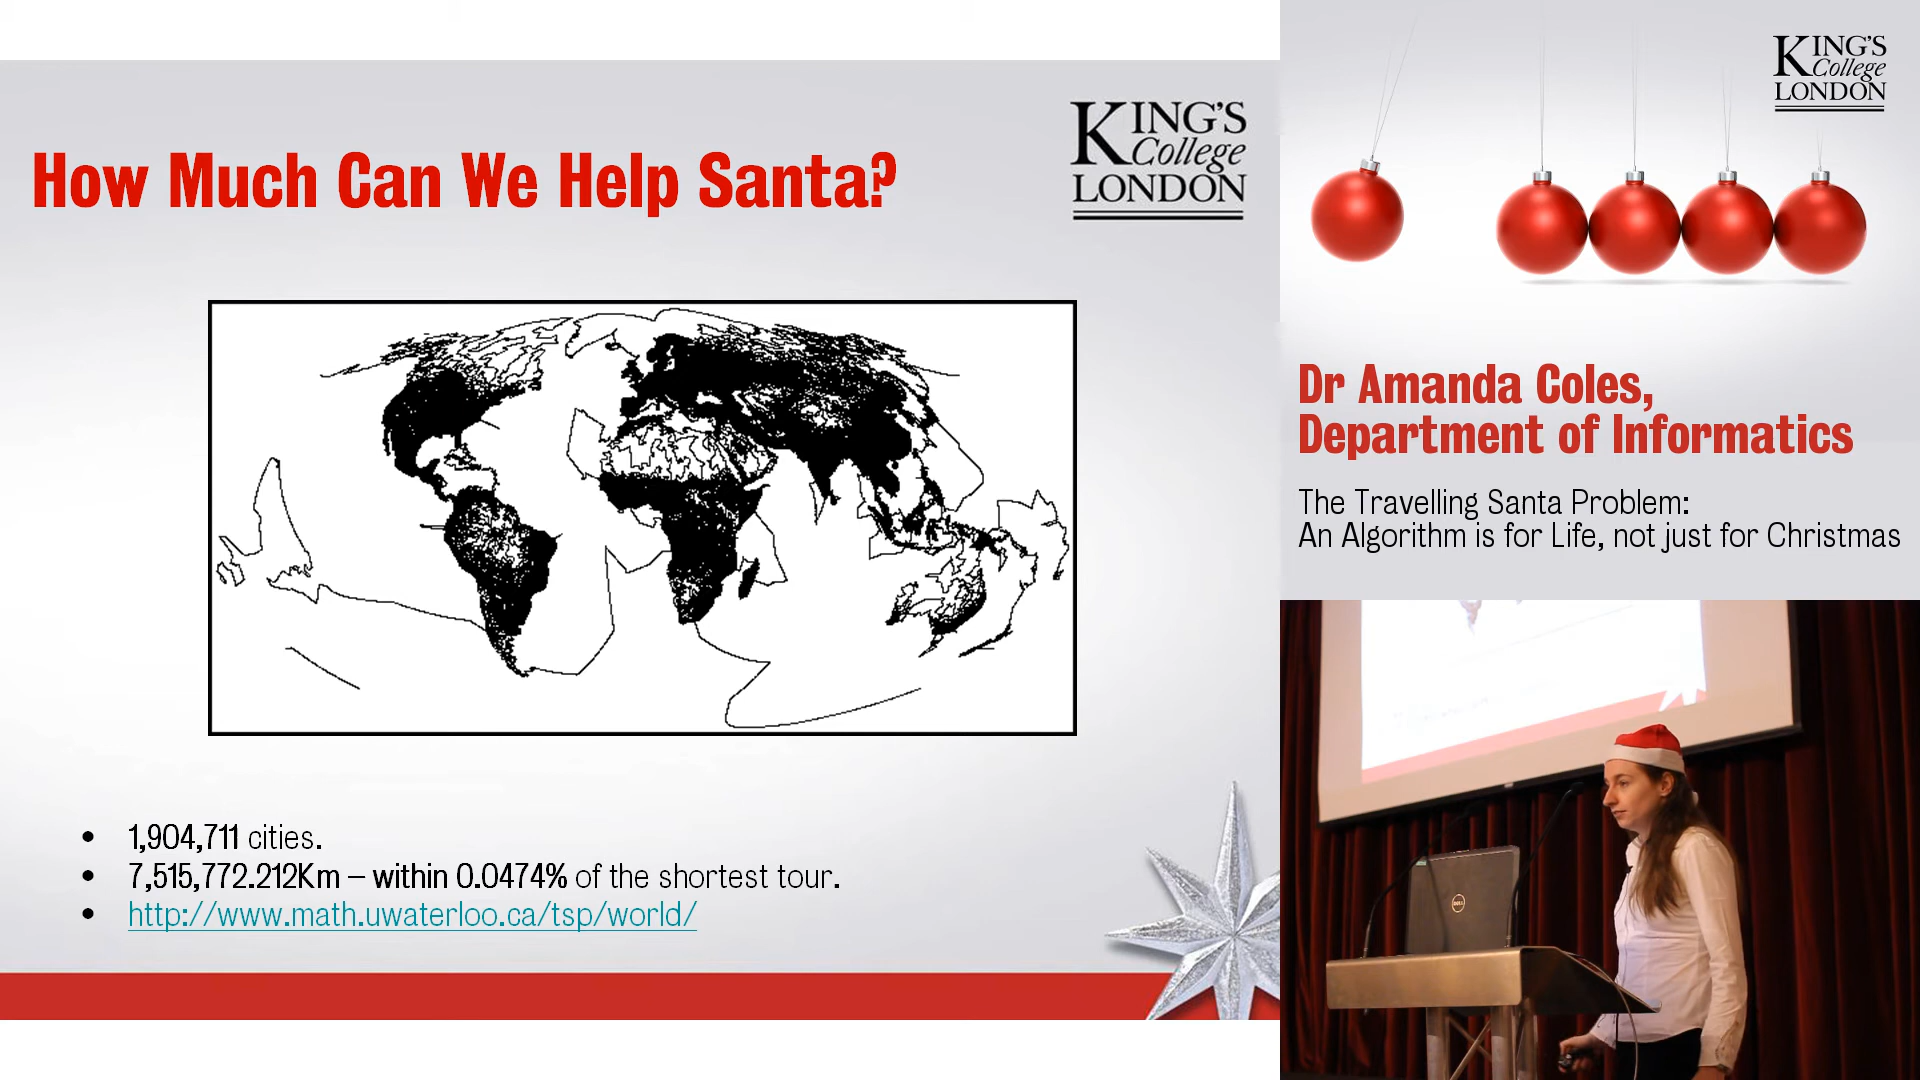 How Much Can We Help Santa?
KING'S
College
LONDON
• 1,904,711 cities.
• 7,515,772.212Km – within 0.0474% of the shortest tour.
• http://www.math.uwaterloo.ca/tsp/world/
KING'S
College
LONDON
Dr Amanda Coles,
Department of Informatics
The Travelling Santa Problem:
An Algorithm is for Life, not just for Christmas
DELL